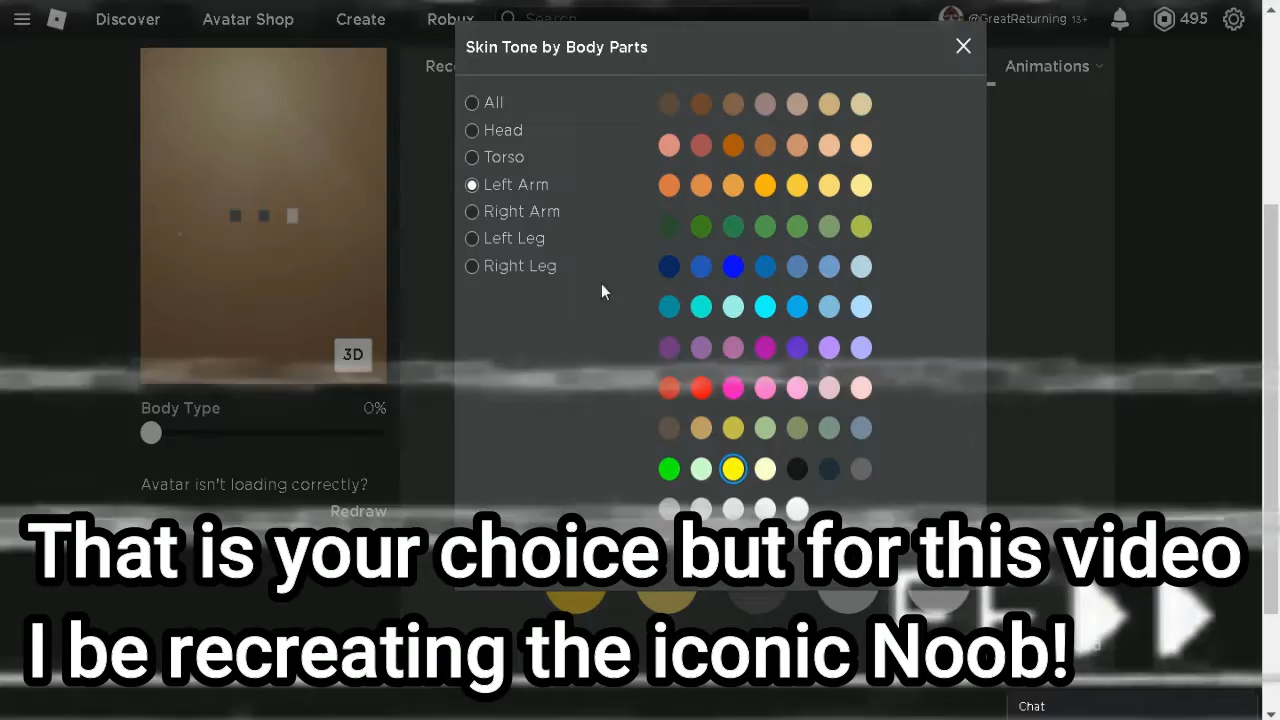 Discover
Avatar Shop
Create
Robux
Search
@GreatReturning 13+
495
Skin Tone by Body Parts
Rec
Animations
All
Head
Torso
Left Arm
Right Arm
Left Leg
Right Leg
3D
Body Type 0%
Avatar isn't loading correctly?
Redraw
That is your choice but for this video
I be recreating the iconic Noob!
Chat